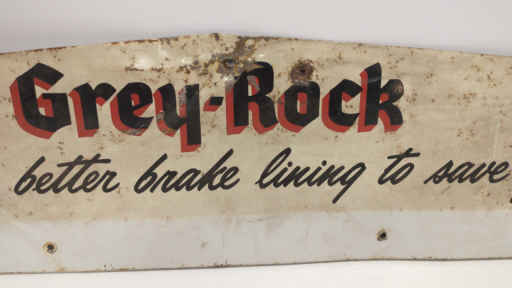 Grey-Rock
better brake lining to save